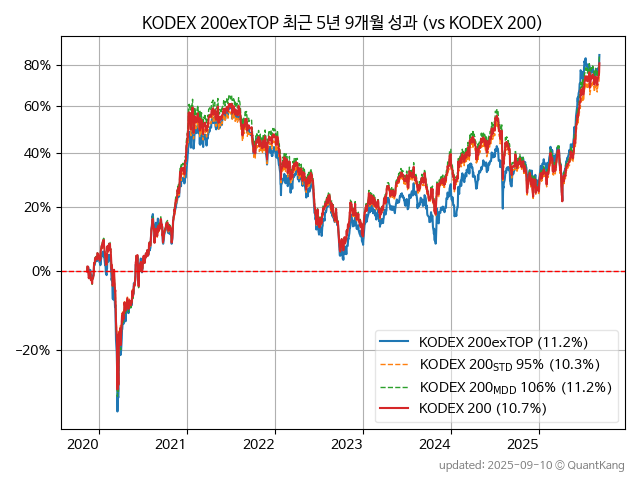 KODEX 200exTOP 최근 5년 9개월 성과 (vs KODEX 200)
80%
60%
40%
20%
0%
−20%
KODEX 200exTOP (11.2%)
KODEX 200STD 95% (10.3%)
KODEX 200MDD 106% (11.2%)
KODEX 200 (10.7%)
2020 2021 2022 2023 2024 2025
updated: 2025-09-10 © QuantKang